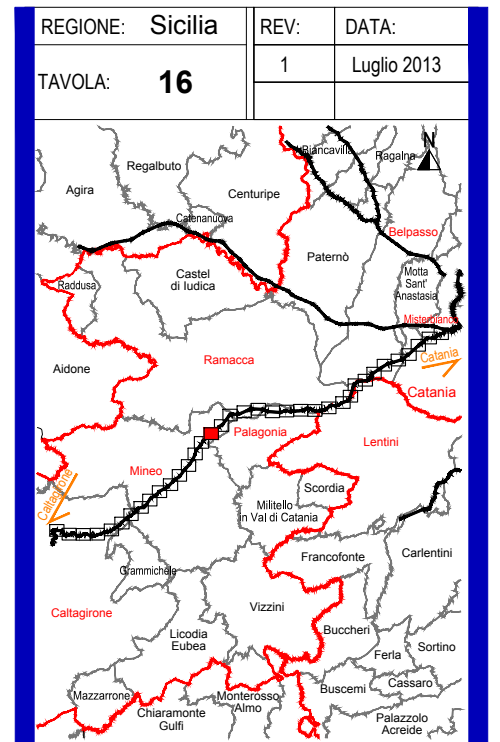 REGIONE: Sicilia
REV:
DATA:
TAVOLA: 16
1
Luglio 2013
N
Biancavilla
Ragalna
Regalbuto
Agira
Centuripe
Catenanuova
Belpasso
Paternò
Castel
di Iudica
Motta
Sant'
Anastasia
Raddusa
Misterbianco
Aidone
Ramacca
Catania
Catania
Palagonia
Lentini
Mineo
Caltagirone
Scordia
Militello
in Val di Catania
Francofonte
Carlentini
Grammichele
Caltagirone
Vizzini
Licodia
Eubea
Buccheri
Ferla
Sortino
Mazzarrone
Monterosso
Almo
Buscemi
Cassaro
Chiaramonte
Gulfi
Palazzolo
Acreide